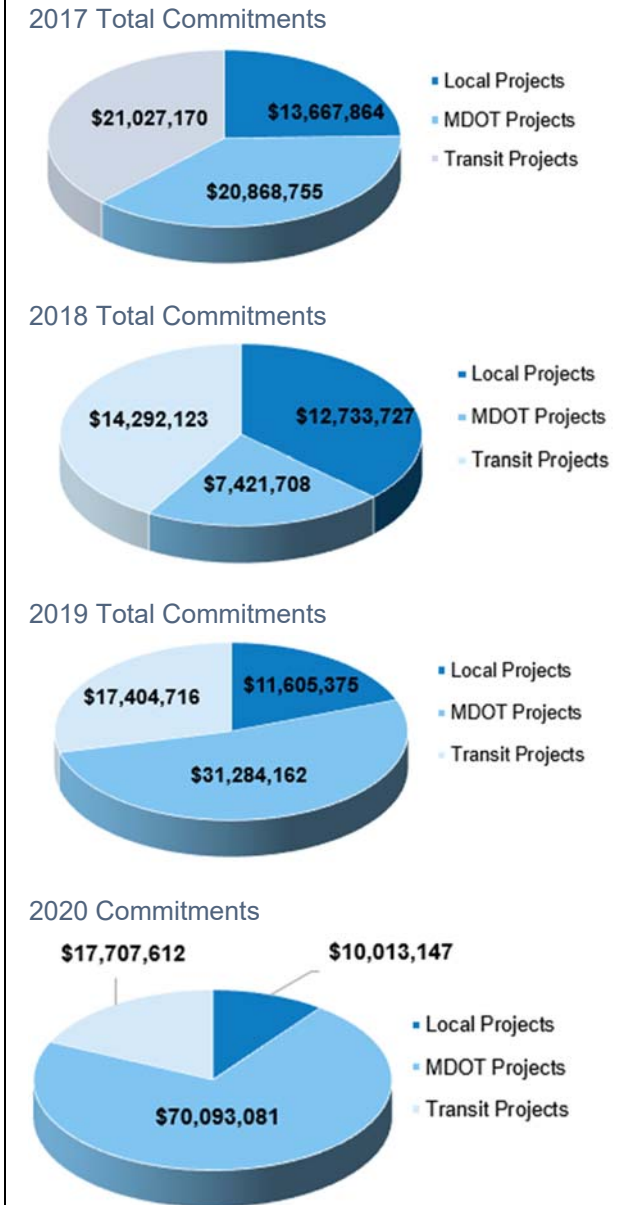 2017 Total Commitments
$21,027,170
$13,667,864
$20,868,755
Local Projects
MDOT Projects
Transit Projects
2018 Total Commitments
$14,292,123
$12,733,727
$7,421,708
Local Projects
MDOT Projects
Transit Projects
2019 Total Commitments
$17,404,716
$11,605,375
$31,284,162
Local Projects
MDOT Projects
Transit Projects
2020 Commitments
$17,707,612
$10,013,147
$70,093,081
Local Projects
MDOT Projects
Transit Projects